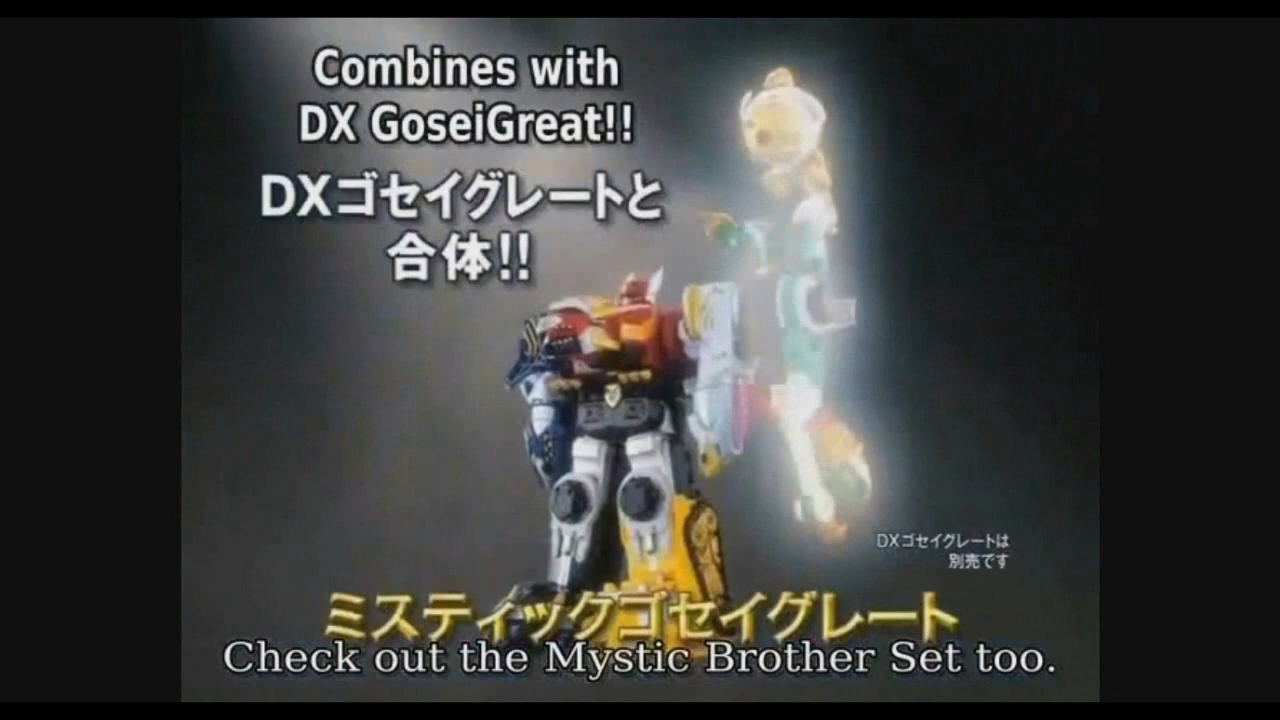 Combines with
DX GoseiGreat!!
DXゴセイグレートと
合体!!
DXゴセイグレートは
別売です
ミスティックゴセイグレート
Check out the Mystic Brother Set too.